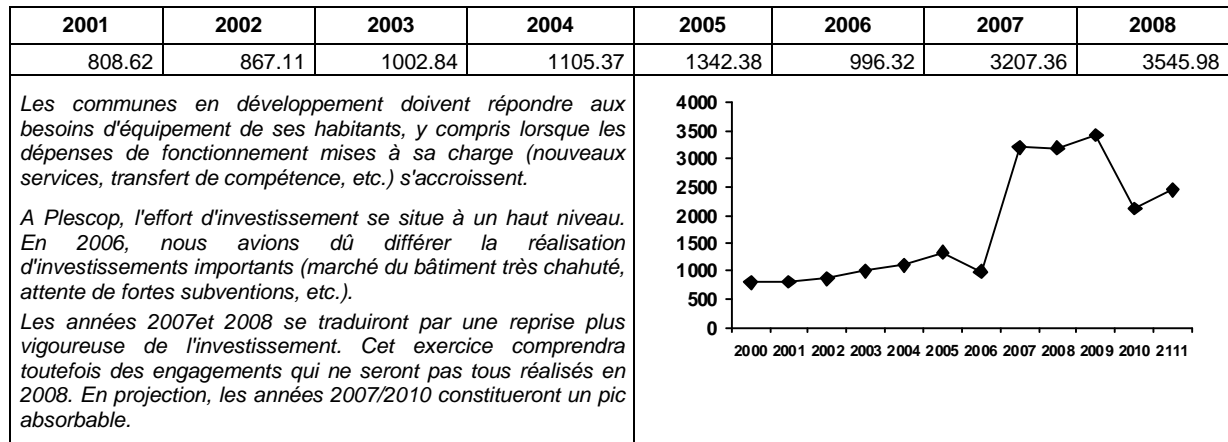 2001 2002 2003 2004 2005 2006 2007 2008
808.62 867.11 1002.84 1105.37 1342.38 996.32 3207.36 3545.98
Les communes en développement doivent répondre aux
besoins d'équipement de ses habitants, y compris lorsque les
dépenses de fonctionnement mises à sa charge (nouveaux
services, transfert de compétence, etc.) s'accroissent.
A Plescop, l'effort d'investissement se situe à un haut niveau.
En 2006, nous avions dû différer la réalisation
d'investissements importants (marché du bâtiment très chahuté,
attente de fortes subventions, etc.).
Les années 2007et 2008 se traduiront par une reprise plus
vigoureuse de l'investissement. Cet exercice comprendra
toutefois des engagements qui ne seront pas tous réalisés en
2008. En projection, les années 2007/2010 constitueront un pic
absorbable.
4000
3500
3000
2500
2000
1500
1000
500
0
2000 2001 2002 2003 2004 2005 2006 2007 2008 2009 2010 2111